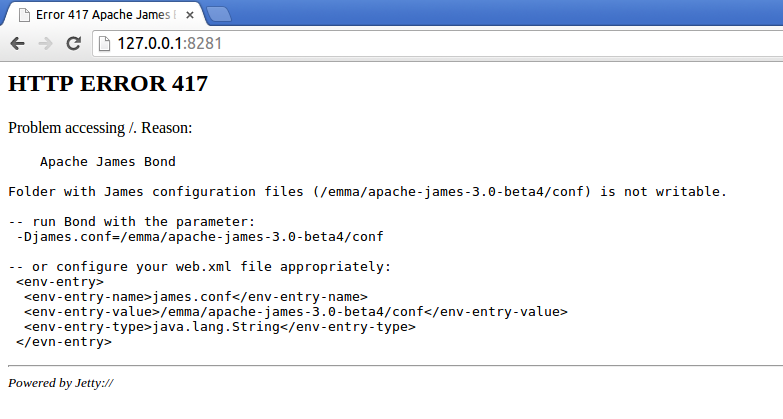 Error 417 Apache James
127.0.0.1:8281
HTTP ERROR 417
Problem accessing /. Reason:
Apache James Bond
Folder with James configuration files (/emma/apache-james-3.0-beta4/conf) is not writable.
-- run Bond with the parameter:
-Djames.conf=/emma/apache-james-3.0-beta4/conf
-- or configure your web.xml file appropriately:
<env-entry>
<env-entry-name>james.conf</env-entry-name>
<env-entry-value>/emma/apache-james-3.0-beta4/conf</env-entry-value>
<env-entry-type>java.lang.String</env-entry-type>
</evn-entry>
Powered by Jetty://